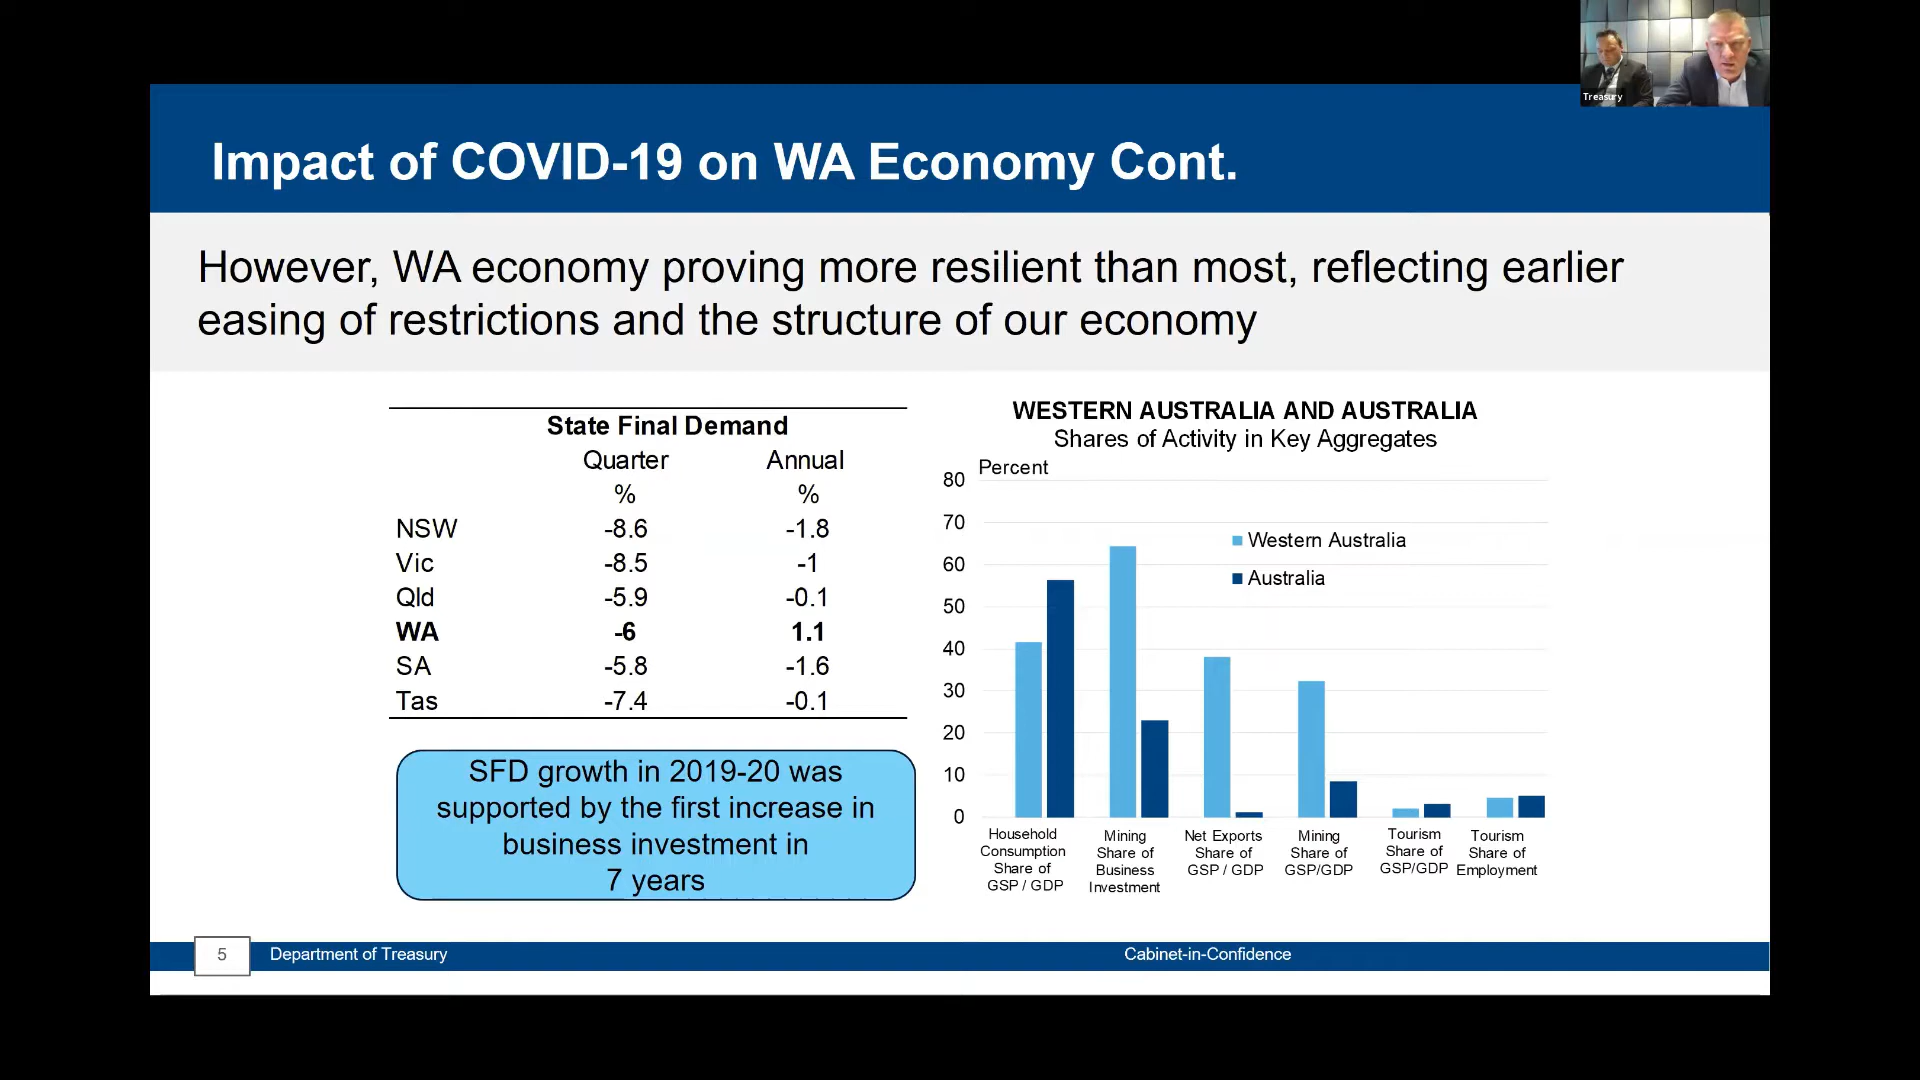 Treasury
Impact of COVID-19 on WA Economy Cont.
However, WA economy proving more resilient than most, reflecting earlier
easing of restrictions and the structure of our economy
State Final Demand
Quarter Annual
% %
NSW -8.6 -1.8
Vic -8.5 -1
Qld -5.9 -0.1
WA -6 1.1
SA -5.8 -1.6
Tas -7.4 -0.1
SFD growth in 2019-20 was
supported by the first increase in
business investment in
7 years
WESTERN AUSTRALIA AND AUSTRALIA
Shares of Activity in Key Aggregates
Percent
80
70
60
50
40
30
20
10
0
Western Australia
Australia
Household
Consumption
Share of
GSP / GDP
Mining
Share of
Business
Investment
Net Exports
Share of
GSP / GDP
Mining
Share of
GSP/GDP
Tourism
Share of
GSP/GDP
Tourism
Share of
Employment
5 Department of Treasury Cabinet-in-Confidence